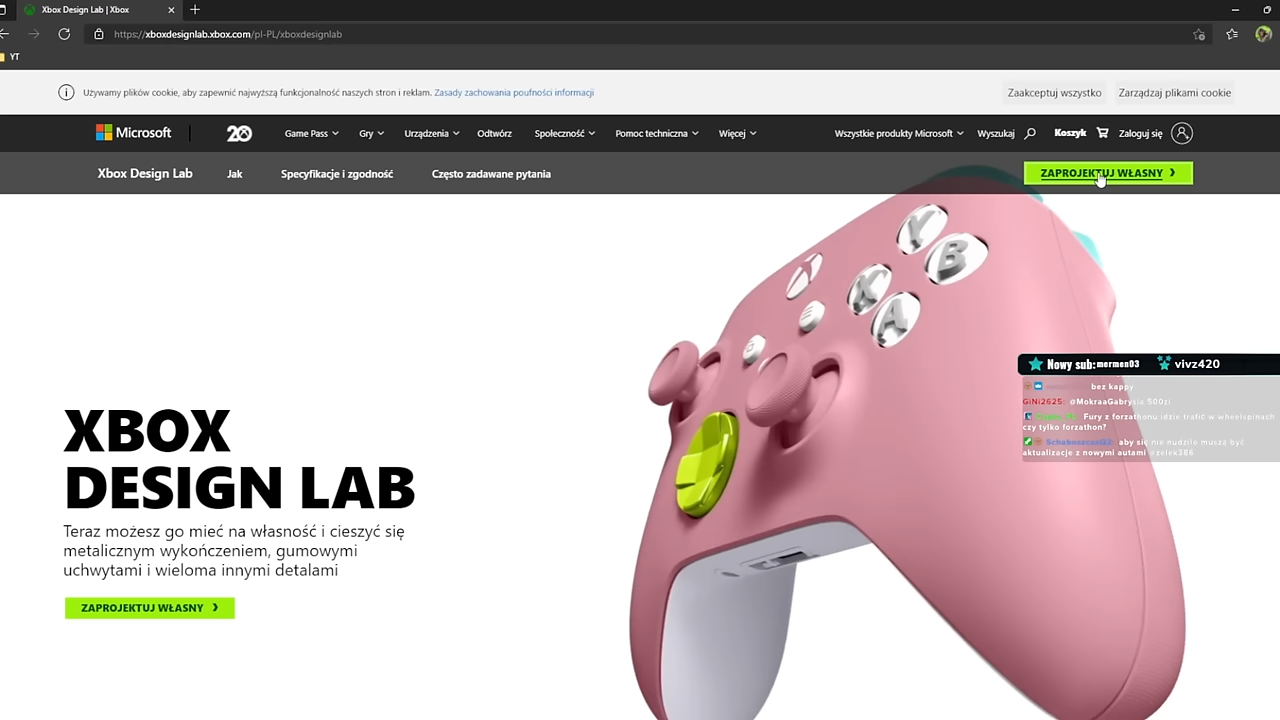 Xbox Design Lab | Xbox
https://xboxdesignlab.xbox.com/pl-PL/xboxdesignlab
YT
Używamy plików cookie, aby zapewnić najwyższą funkcjonalność naszych stron i reklam. Zasady zachowania poufności informacji
Zaakceptuj wszystko
Zarządzaj plikami cookie
Microsoft
20
Game Pass
Gry
Urządzenia
Odtwórz
Społeczność
Pomoc techniczna
Więcej
Wszystkie produkty Microsoft
Wyszukaj
Koszyk
Zaloguj się
Xbox Design Lab
Jak
Specyfikacje i zgodność
Często zadawane pytania
ZAPROJEKTUJ WŁASNY
Y
B
X
A
Nowy sub: mermen03
vivz420
bez kappy
GiNi2625: @MokraaGabrysia 500zl
Fury z forzathonu idzie trafic w wheelspinach
czy tylko forzathon?
aby się nie nudziło muszą być
aktualizacje z nowymi autami @zelek386
XBOX
DESIGN LAB
Teraz możesz go mieć na własność i cieszyć się
metalicznym wykończeniem, gumowymi
uchwytami i wieloma innymi detalami
ZAPROJEKTUJ WŁASNY